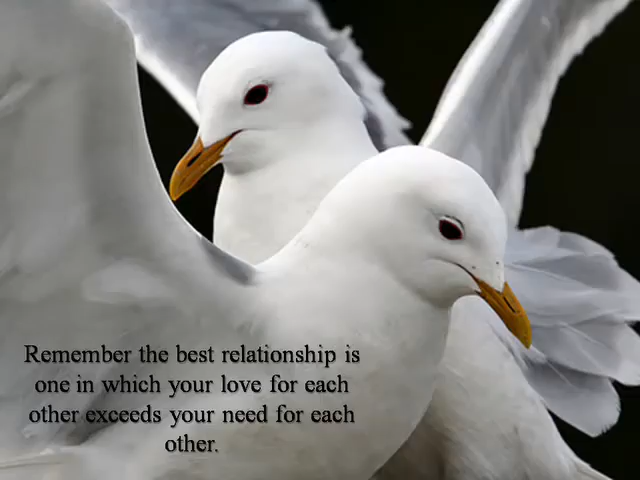 Remember the best relationship is
one in which your love for each
other exceeds your need for each
other.